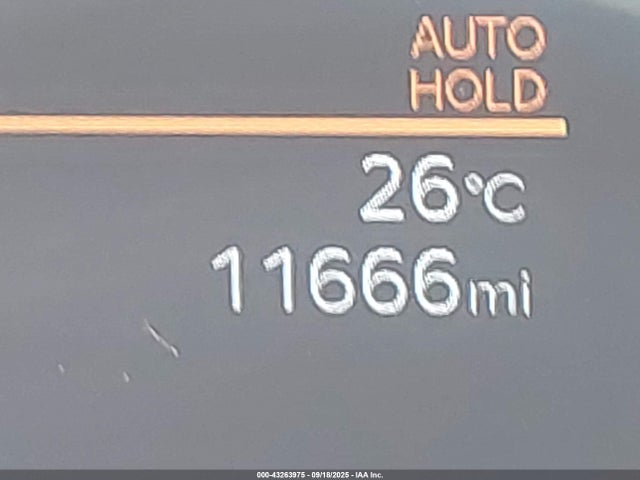 AUTO
HOLD
26°C
11666mi
000-43263975 - 09/18/2025 - IAA Inc.